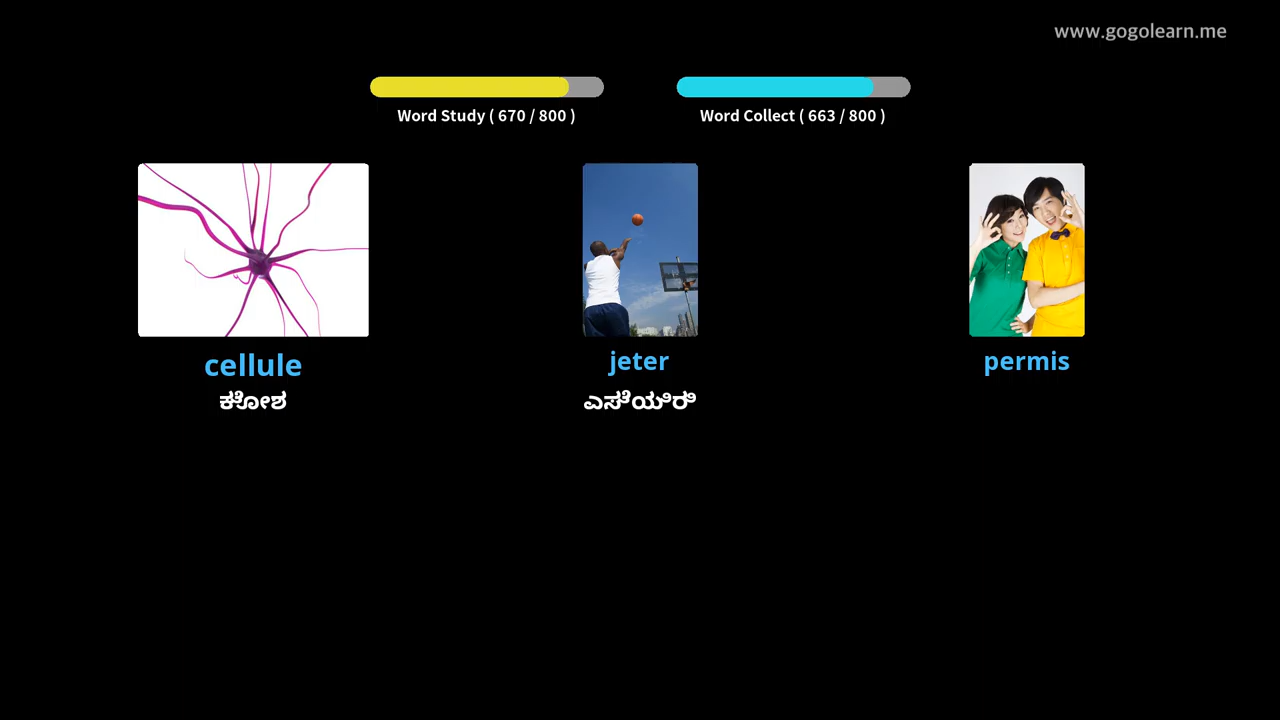 www.gogolearn.me
Word Study ( 670 / 800 )
Word Collect ( 663 / 800 )
cellule
jeter
permis
ಕೋಶ
ಎಸೆಯಿರಿ